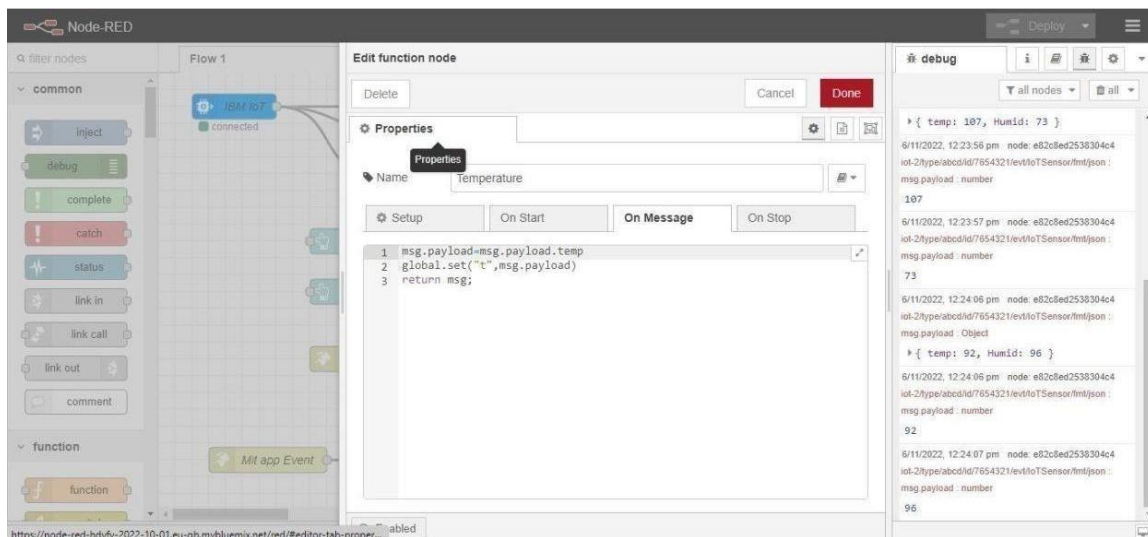 Node-RED
Deploy
filter nodes
common
inject
debug
complete
catch
status
link in
link call
link out
comment
function
function
Flow 1
IBM IoT
connected
Mit app Event
Edit function node
Delete
Cancel
Done
Properties
Properties
Name
Temperature
Setup
On Start
On Message
On Stop
1 msg.payload=msg.payload.temp
2 global.set("t",msg.payload)
3 return msg;
Enabled
debug
i
all nodes
all
{ temp: 107, Humid: 73 }
6/11/2022, 12:23:56 pm node: e82c8ed2538304c4
iot-2/type/abcd/id/7654321/evt/IoTSensor/fmt/json :
msg.payload : number
107
6/11/2022, 12:23:57 pm node: e82c8ed2538304c4
iot-2/type/abcd/id/7654321/evt/IoTSensor/fmt/json :
msg.payload : number
73
6/11/2022, 12:24:06 pm node: e82c8ed2538304c4
iot-2/type/abcd/id/7654321/evt/IoTSensor/fmt/json :
msg.payload : Object
{ temp: 92, Humid: 96 }
6/11/2022, 12:24:06 pm node: e82c8ed2538304c4
iot-2/type/abcd/id/7654321/evt/IoTSensor/fmt/json :
msg.payload : number
92
6/11/2022, 12:24:07 pm node: e82c8ed2538304c4
iot-2/type/abcd/id/7654321/evt/IoTSensor/fmt/json :
msg.payload : number
96